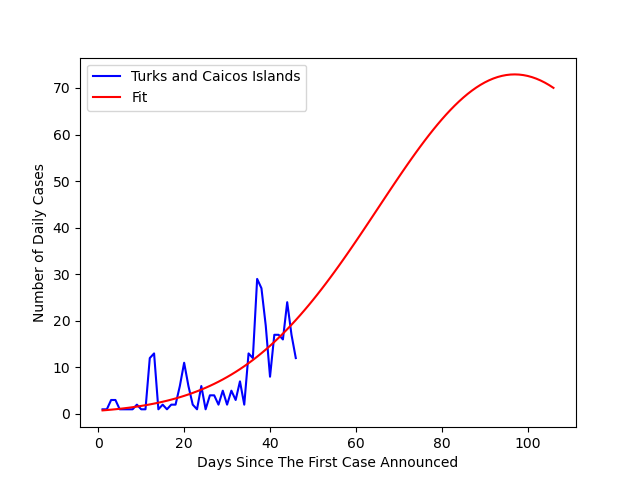 Turks and Caicos Islands
Fit
Number of Daily Cases
70
60
50
40
30
20
10
0
0 20 40 60 80 100
Days Since The First Case Announced